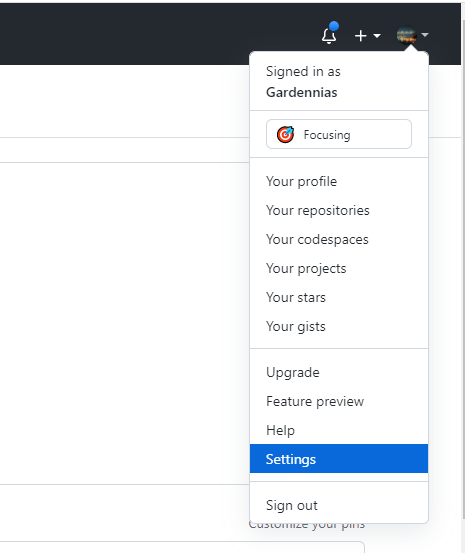 Signed in as
Gardennias
Focusing
Your profile
Your repositories
Your codespaces
Your projects
Your stars
Your gists
Upgrade
Feature preview
Help
Settings
Sign out
Customize your pins